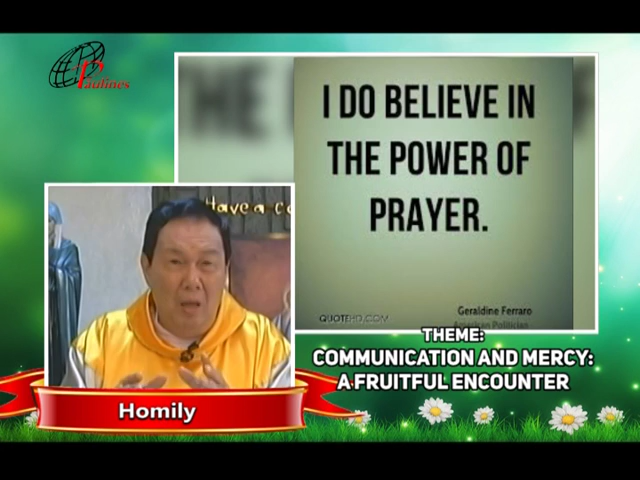 Paulines
I DO BELIEVE IN
THE POWER OF
PRAYER.
Geraldine Ferraro
American Politician
QUOTEHD.COM
Have a
THEME:
COMMUNICATION AND MERCY:
A FRUITFUL ENCOUNTER
Homily